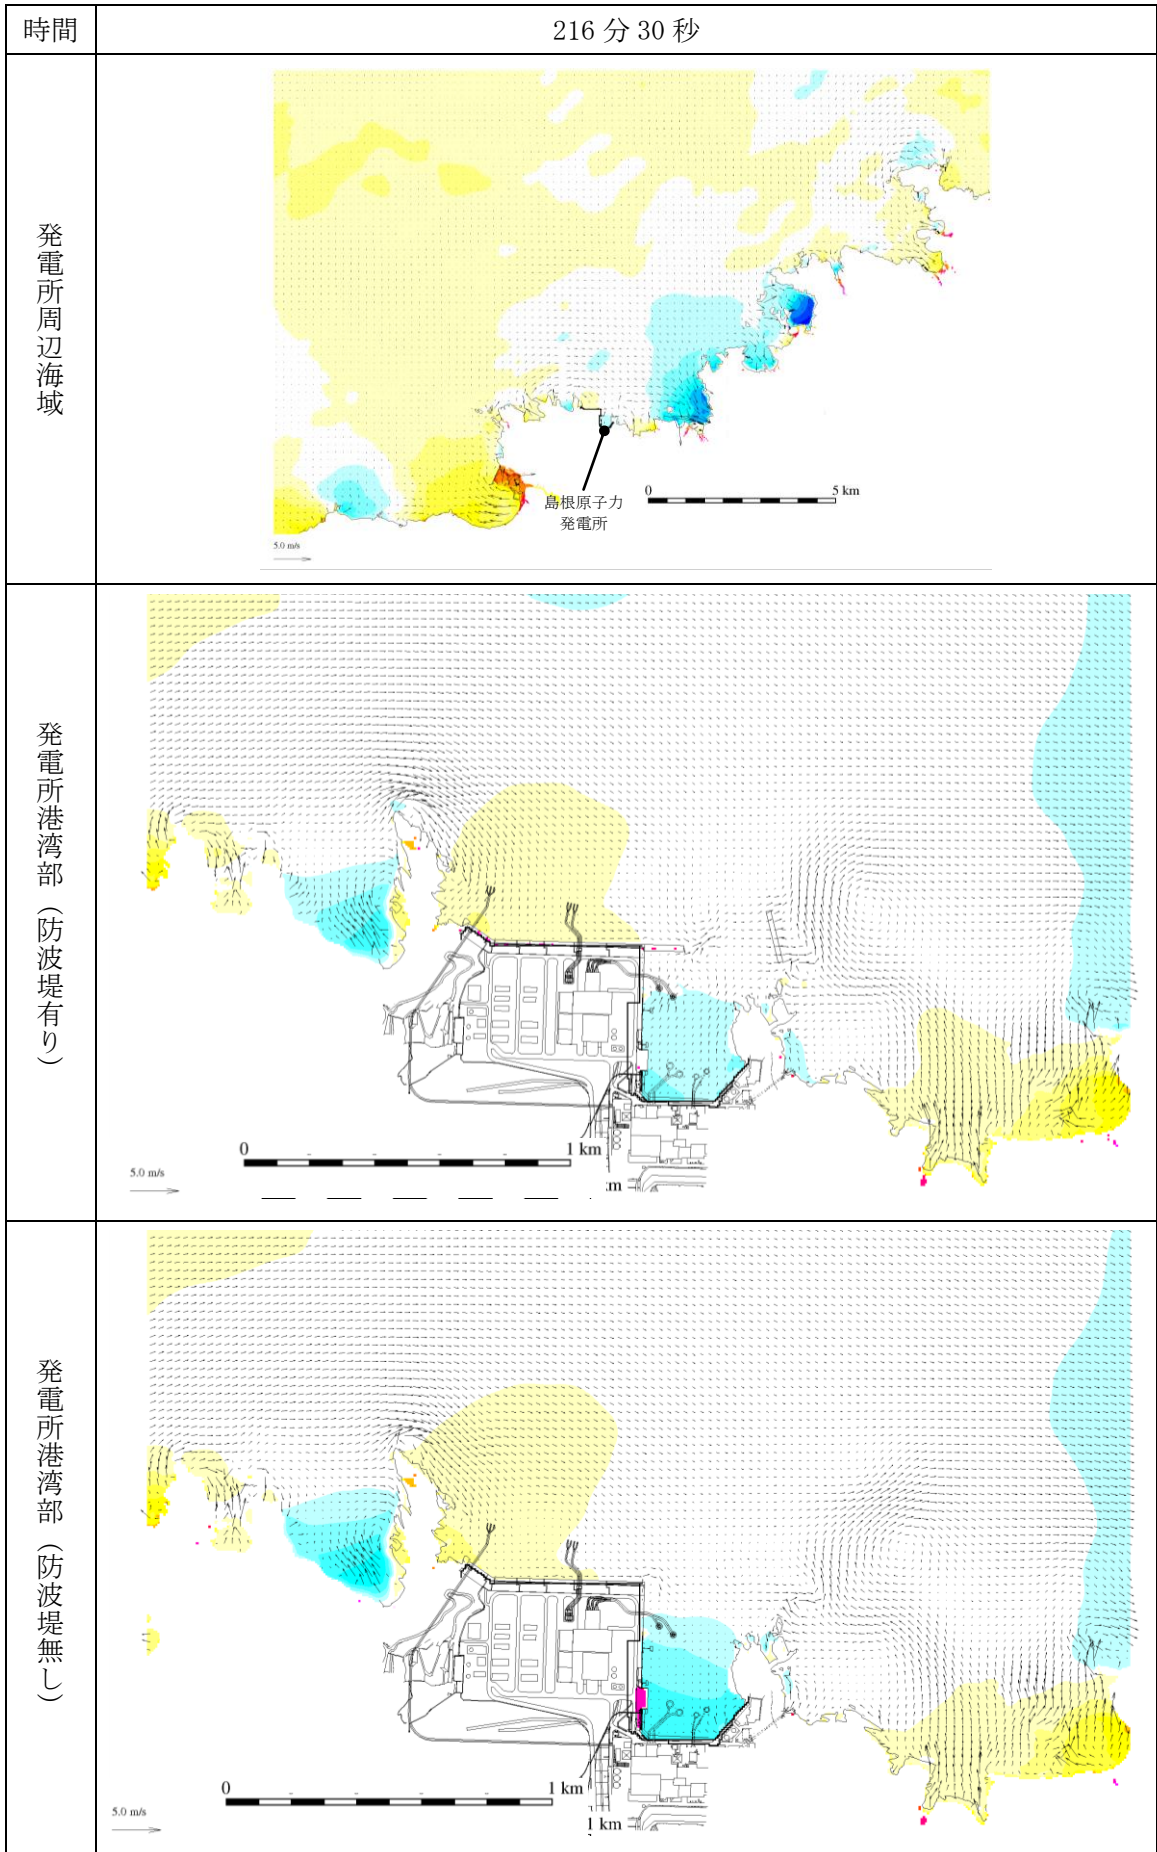 時間
216 分 30 秒
発電所周辺海域
島根原子力
発電所
0
5 km
5.0 m/s
発電所港湾部（防波堤有り）
0
1 km
5.0 m/s
:m
発電所港湾部（防波堤無し）
0
1 km
5.0 m/s
1 km